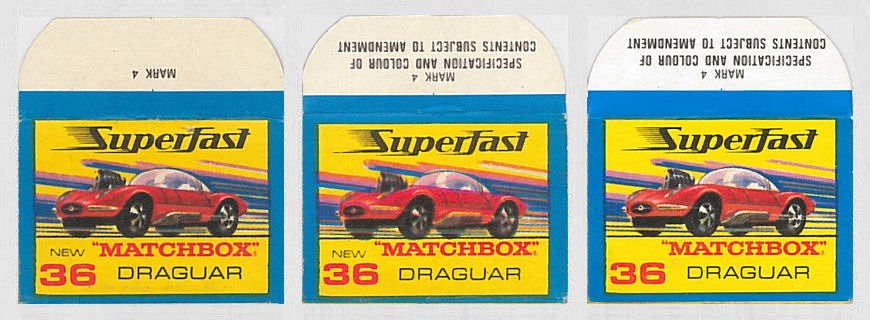 MARK 4
Superfast
NEW "MATCHBOX"®
36 DRAGUAR
CONTENTS SUBJECT TO AMENDMENT
SPECIFICATION AND COLOUR OF
MARK 4
Superfast
NEW "MATCHBOX"®
36 DRAGUAR
CONTENTS SUBJECT TO AMENDMENT
SPECIFICATION AND COLOUR OF
MARK 4
Superfast
"MATCHBOX"®
36 DRAGUAR